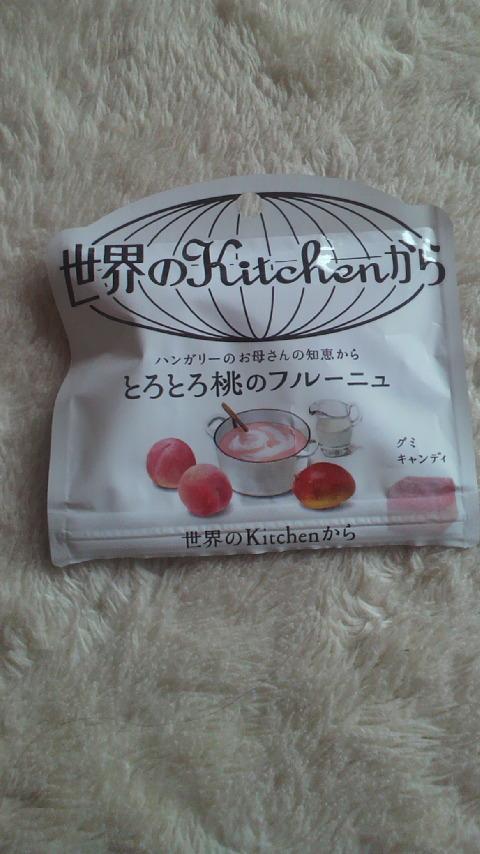 世界のKitchenから
ハンガリーのお母さんの知恵から
とろとろ桃のフルーニュ
グミ
キャンディ
世界のKitchenから